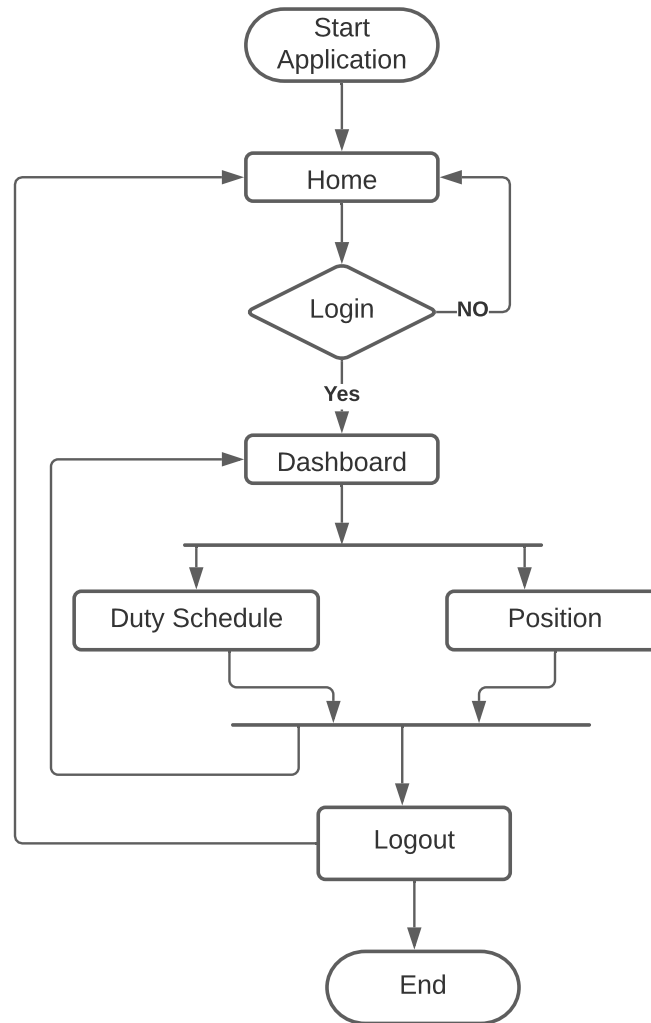 Start
Application
Home
Login
NO
Yes
Dashboard
Duty Schedule
Position
Logout
End